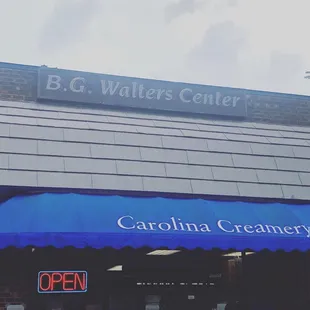 B.G. Walters Center
Carolina Creamery
OPEN